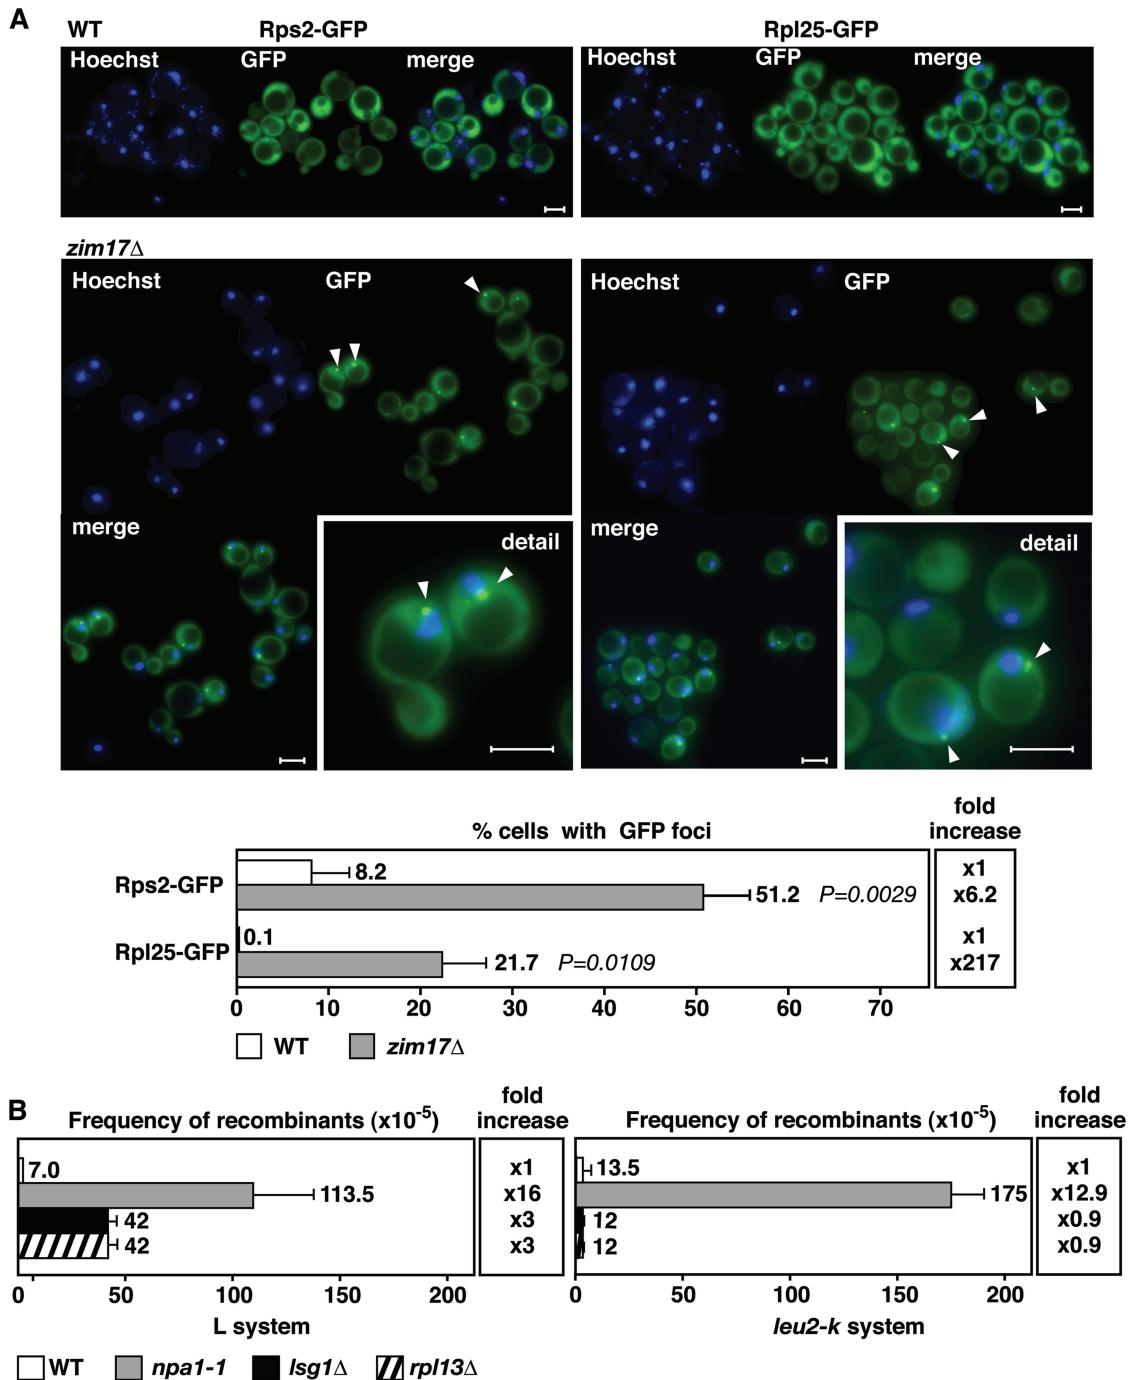 A
WT Rps2-GFP Rpl25-GFP
Hoechst GFP merge Hoechst GFP merge
zim17Δ
Hoechst GFP Hoechst GFP
merge detail merge detail
% cells with GFP foci
fold increase
Rps2-GFP
8.2 x1
51.2 P=0.0029 x6.2
Rpl25-GFP
0.1 x1
21.7 P=0.0109 x217
0 10 20 30 40 50 60 70
WT zim17Δ
B
Frequency of recombinants (x10-5)
fold increase
7.0 x1
113.5 x16
42 x3
42 x3
0 50 100 150 200
L system
Frequency of recombinants (x10-5)
fold increase
13.5 x1
175 x12.9
12 x0.9
12 x0.9
0 50 100 150 200
leu2-k system
WT npa1-1 lsg1Δ rpl13Δ